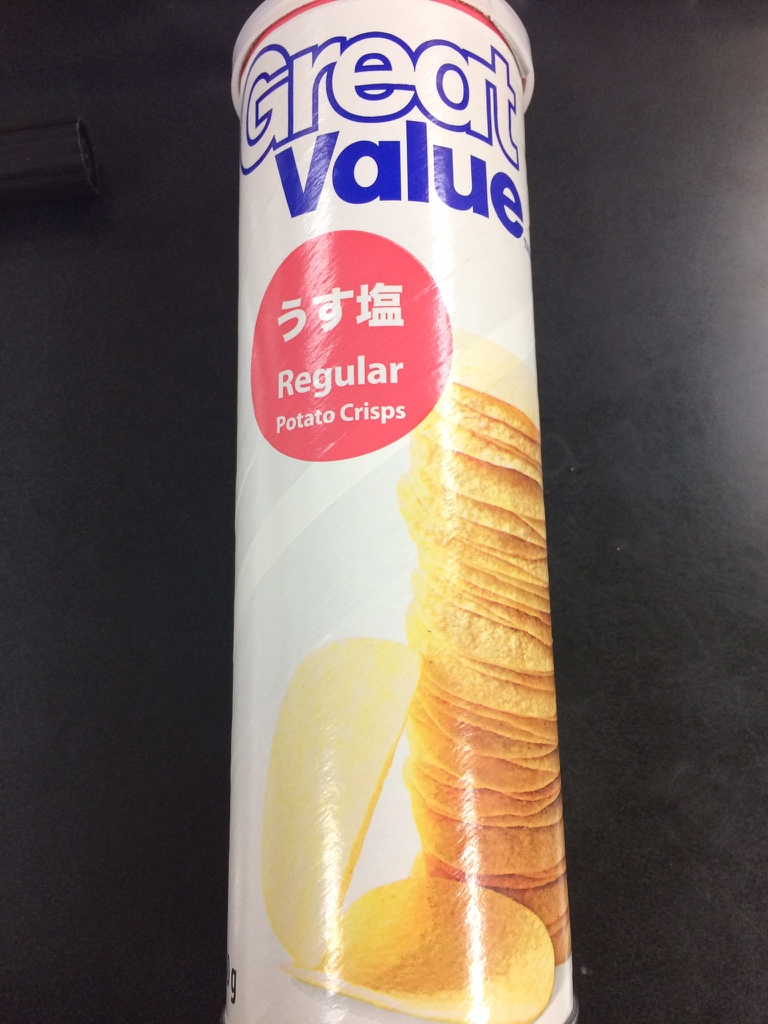 Great
Value
うす塩
Regular
Potato Crisps
g